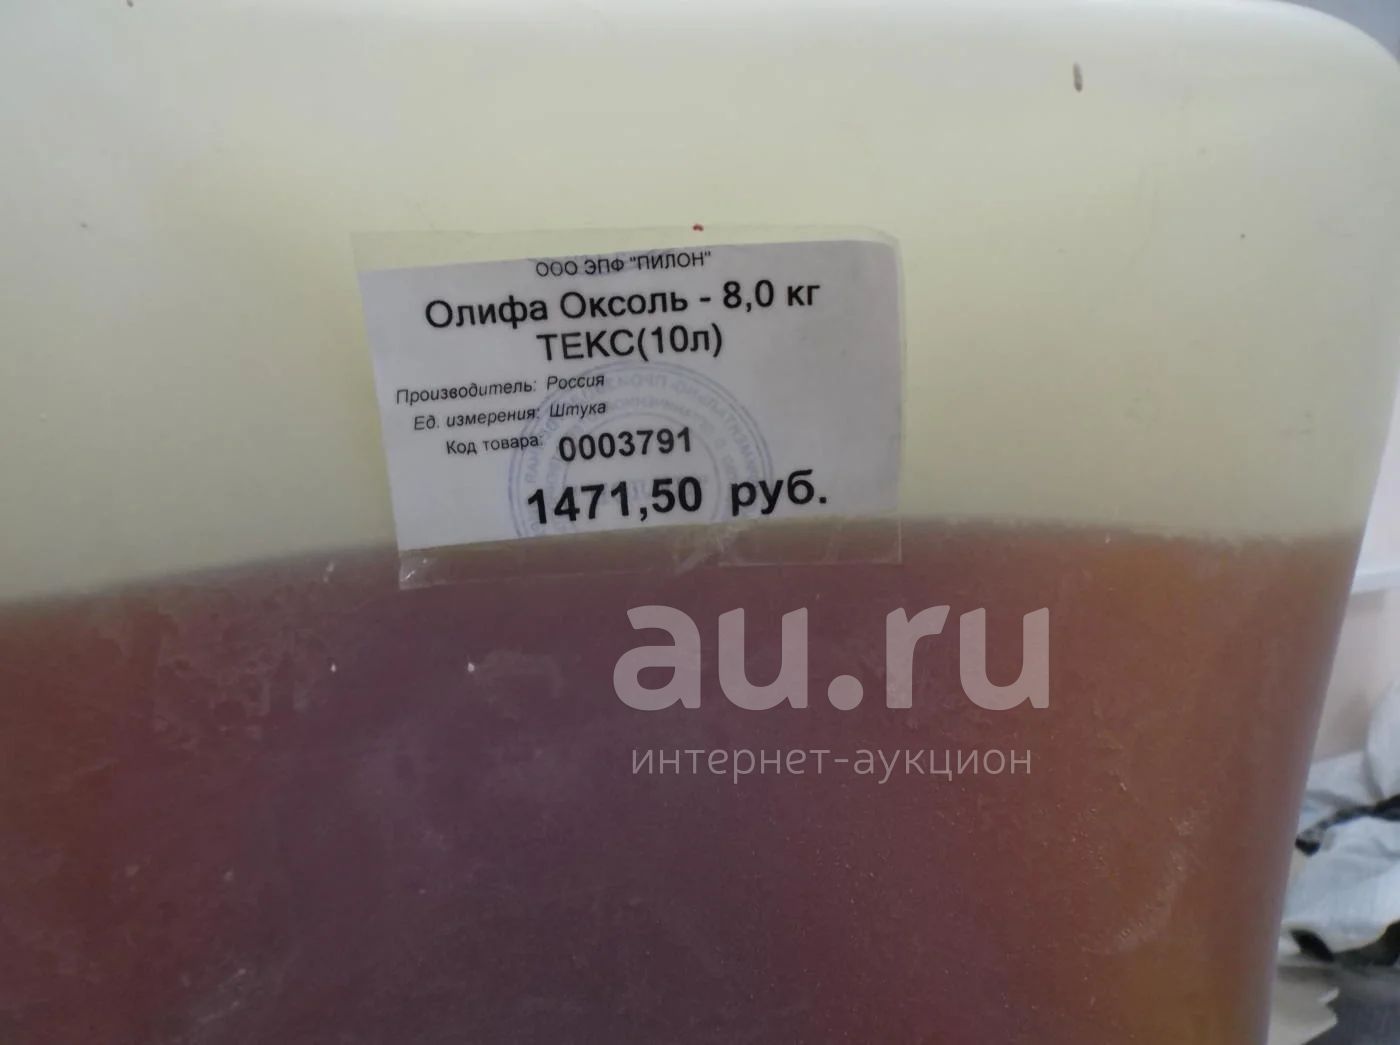 ООО ЭПФ "ПИЛОН"
Олифа Оксоль - 8,0 кг
ТЕКС(10л)
Производитель: Россия
Ед. измерения: Штука
Код товара: 0003791
1471,50 руб.
au.ru
интернет-аукцион